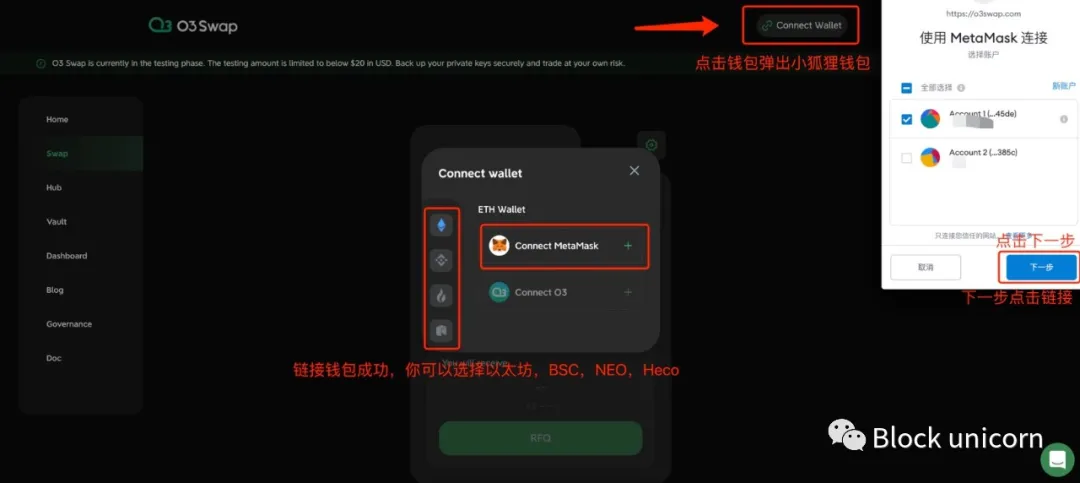 O3 Swap
Connect Wallet
点击钱包弹出小狐狸钱包
O3 Swap is currently in the testing phase. The testing amount is limited to below $20 in USD. Back up your private keys securely and trade at your own risk.
Home
Swap
Hub
Vault
Dashboard
Blog
Governance
Doc
Connect wallet
ETH Wallet
Connect MetaMask
Connect O3
You will receive
链接钱包成功，你可以选择以太坊，BSC，NEO，Heco
RFQ
https://o3swap.com
使用 MetaMask 连接
选择账户
全部选择
新账户
Account 1 (...45de)
Account 2 (...385c)
只连接您信任的网站。
点击下一步
取消
下一步
下一步点击链接
Block unicorn